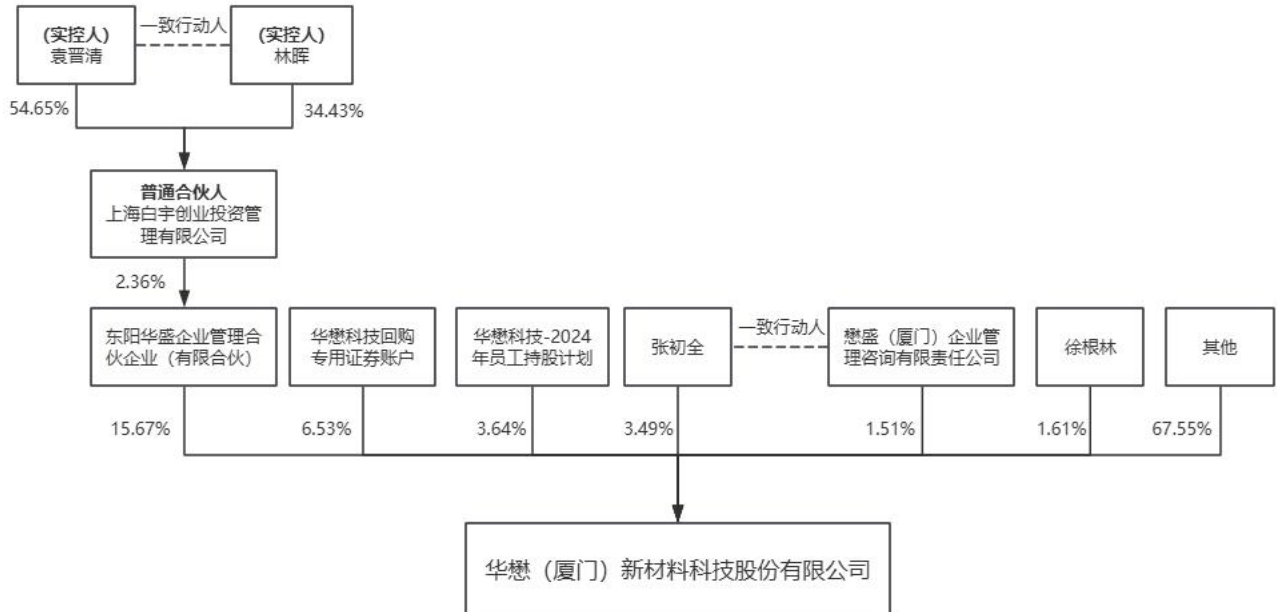 (实控人)
袁晋清
一致行动人
(实控人)
林晖
54.65%
34.43%
普通合伙人
上海白宇创业投资管
理有限公司
2.36%
东阳华盛企业管理合
伙企业（有限合伙）
华懋科技回购
专用证券账户
华懋科技-2024
年员工持股计划
张初全
一致行动人
懋盛（厦门）企业管
理咨询有限责任公司
徐根林
其他
15.67%
6.53%
3.64%
3.49%
1.51%
1.61%
67.55%
华懋（厦门）新材料科技股份有限公司